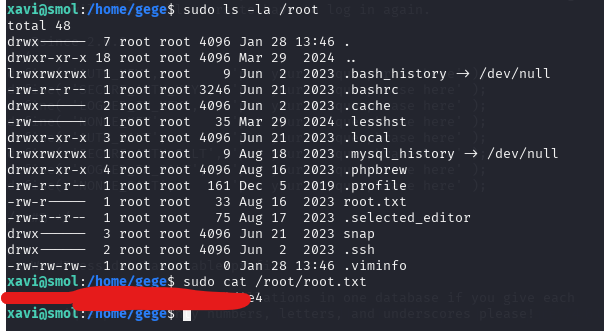 xavi@smol:/home/gege$ sudo ls -la /root
total 48
drwx------  7 root root 4096 Jan 28 13:46 .
drwxr-xr-x 18 root root 4096 Mar 29  2024 ..
lrwxrwxrwx  1 root root    9 Jun  2  2023 .bash_history -> /dev/null
-rw-r--r--  1 root root 3246 Jun 21  2023 .bashrc
drwx------  2 root root 4096 Jun  2  2023 .cache
-rw-------  1 root root   35 Mar 29  2024 .lesshst
drwxr-xr-x  3 root root 4096 Jun 21  2023 .local
lrwxrwxrwx  1 root root    9 Aug 18  2023 .mysql_history -> /dev/null
drwxr-xr-x  4 root root 4096 Aug 16  2023 .phpbrew
-rw-r--r--  1 root root  161 Dec  5  2019 .profile
-rw-r-----  1 root root   33 Aug 16  2023 root.txt
-rw-r--r--  1 root root   75 Aug 17  2023 .selected_editor
drwx------  3 root root 4096 Jun 21  2023 snap
drwx------  2 root root 4096 Jun  2  2023 .ssh
-rw-rw-rw-  1 root root    0 Jan 28 13:46 .viminfo
xavi@smol:/home/gege$ sudo cat /root/root.txt
e4
xavi@smol:/home/gege$